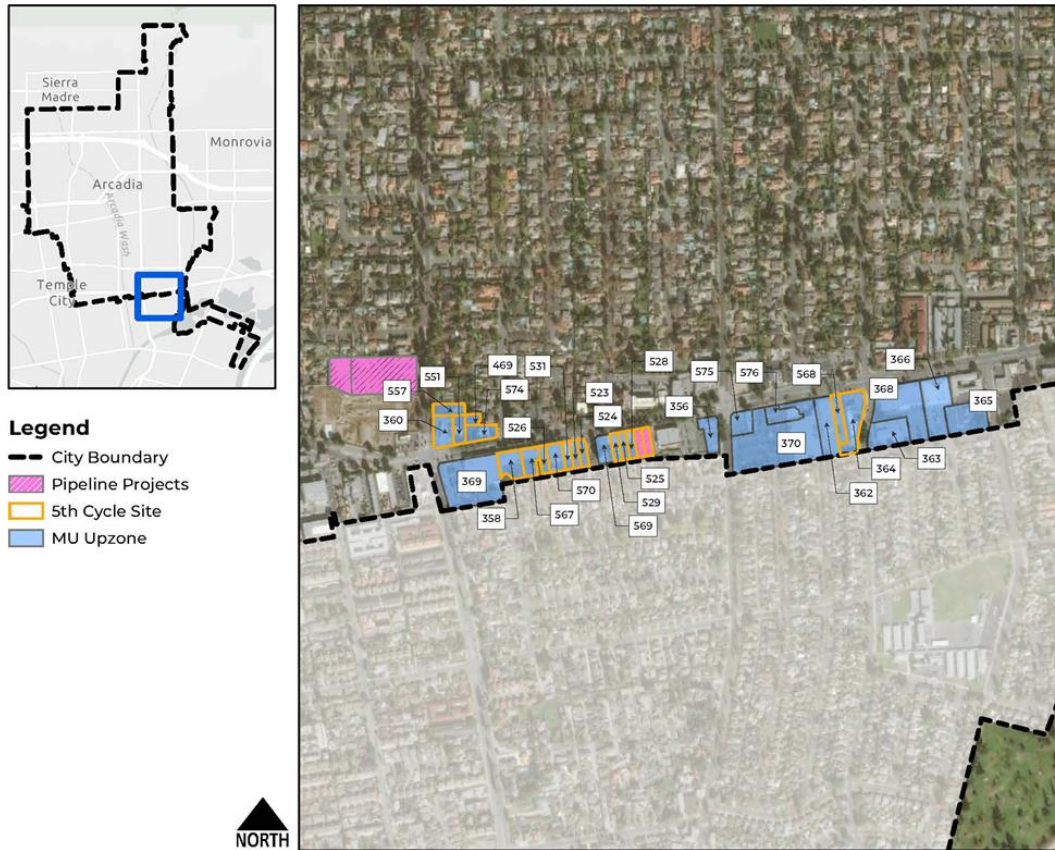 Sierra
Madre
Monrovia
Arcadia
Arcadia Wash
Temple
City
Legend
City Boundary
Pipeline Projects
5th Cycle Site
MU Upzone
NORTH
469
531
528
366
551
574
575
576
568
557
523
356
368
360
526
524
365
370
369
525
363
570
364
529
362
358
567
569